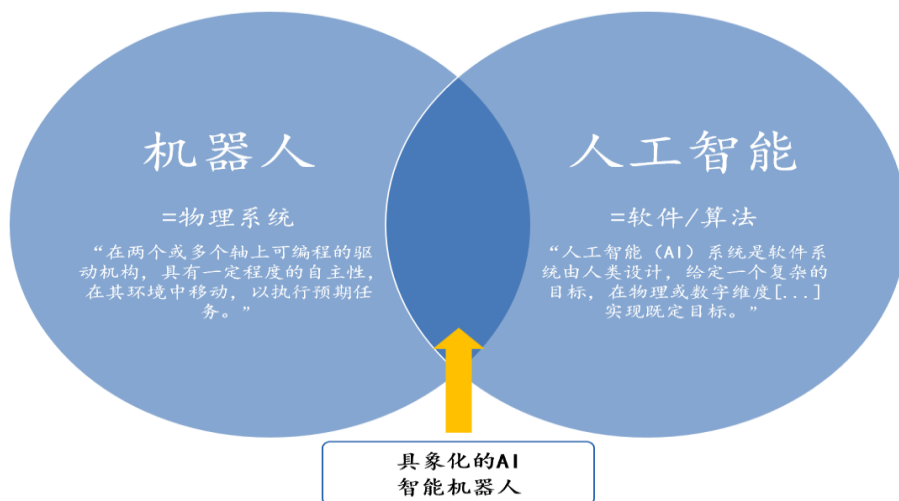 机器人
=物理系统
“在两个或多个轴上可编程的驱
动机构, 具有一定程度的自主性,
在其环境中移动, 以执行预期任
务。”
人工智能
=软件/算法
“人工智能（AI）系统是软件系
统由人类设计, 给定一个复杂的
目标, 在物理或数字维度[...]
实现既定目标。”
具象化的AI
智能机器人